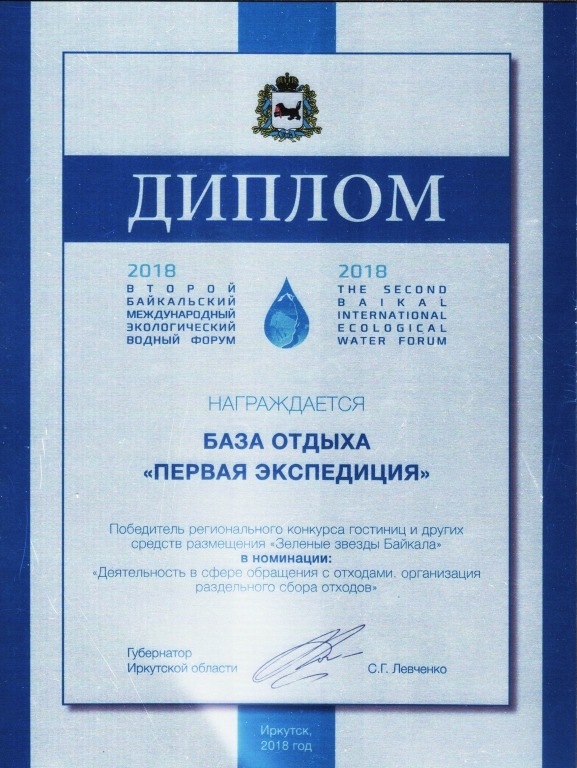 ДИПЛОМ
2018
ВТОРОЙ
БАЙКАЛЬСКИЙ
МЕЖДУНАРОДНЫЙ
ЭКОЛОГИЧЕСКИЙ
ВОДНЫЙ ФОРУМ
2018
THE SECOND
BAIKAL
INTERNATIONAL
ECOLOGICAL
WATER FORUM
НАГРАЖДАЕТСЯ
БАЗА ОТДЫХА
«ПЕРВАЯ ЭКСПЕДИЦИЯ»
Победитель регионального конкурса гостиниц и других
средств размещения «Зеленые звезды Байкала»
в номинации:
«Деятельность в сфере обращения с отходами. организация
раздельного сбора отходов»
Губернатор
Иркутской области
С.Г. Левченко
Иркутск,
2018 год